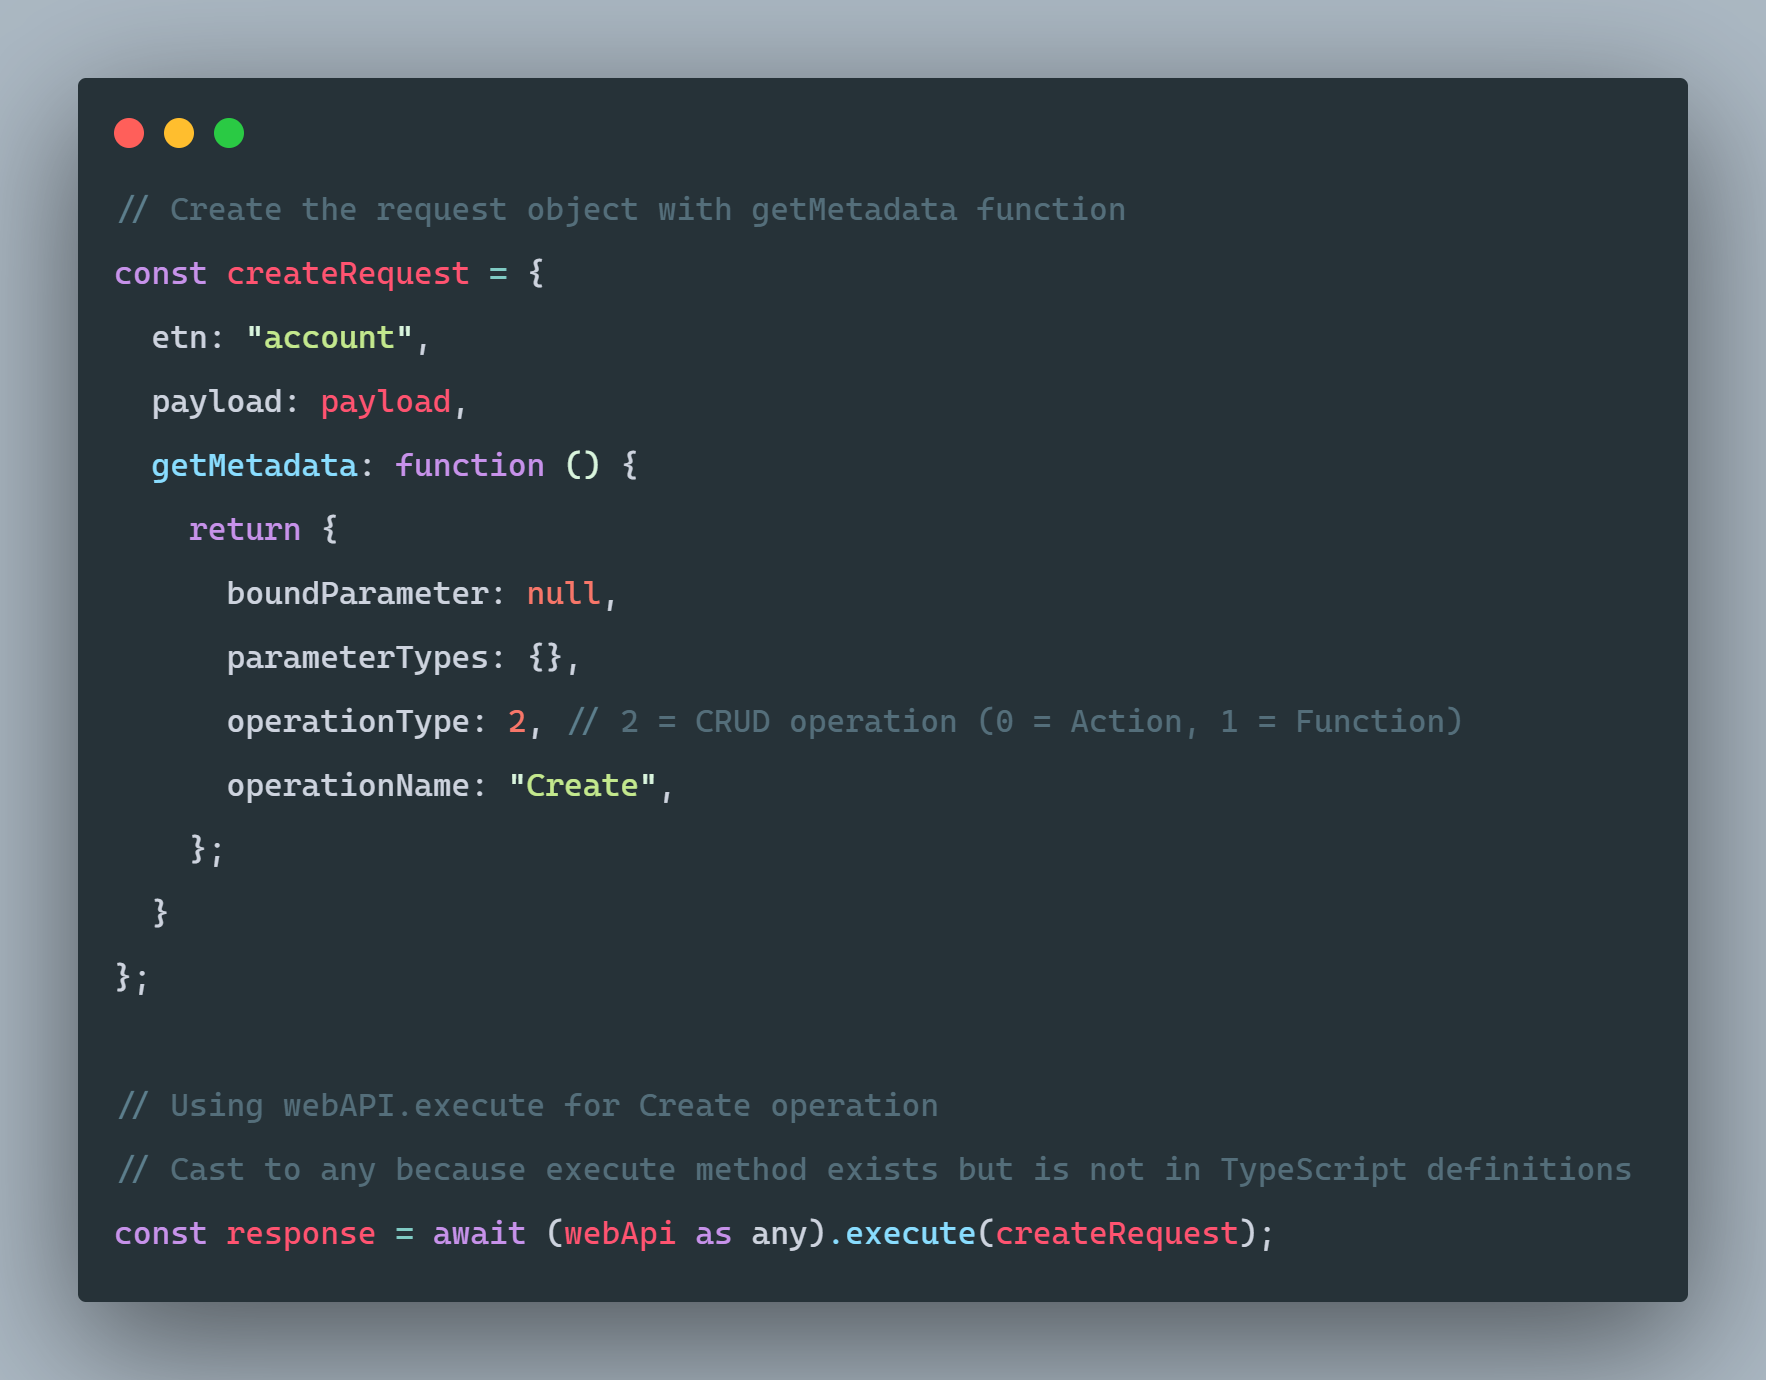 // Create the request object with getMetadata function
const createRequest = {
  etn: "account",
  payload: payload,
  getMetadata: function () {
    return {
      boundParameter: null,
      parameterTypes: {},
      operationType: 2, // 2 = CRUD operation (0 = Action, 1 = Function)
      operationName: "Create",
    };
  }
};

// Using webAPI.execute for Create operation
// Cast to any because execute method exists but is not in TypeScript definitions
const response = await (webApi as any).execute(createRequest);